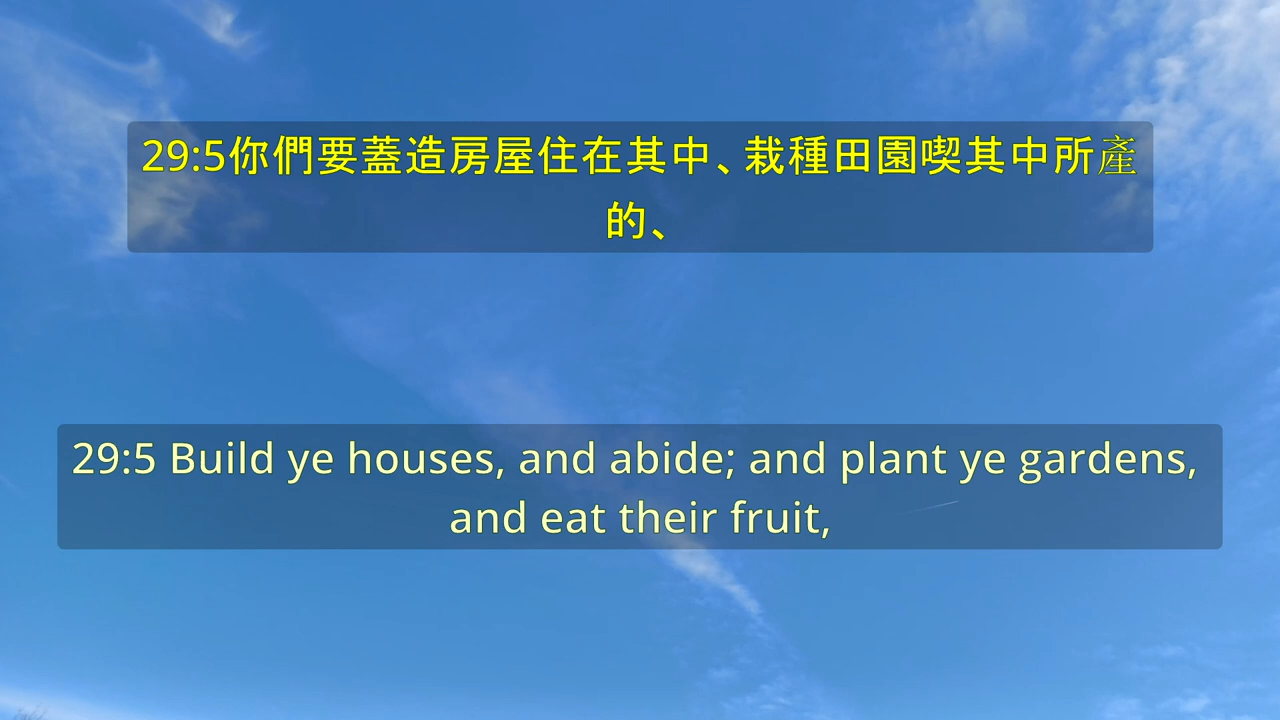 29:5你們要蓋造房屋住在其中、栽種田園喫其中所產
的、
29:5 Build ye houses, and abide; and plant ye gardens,
and eat their fruit,